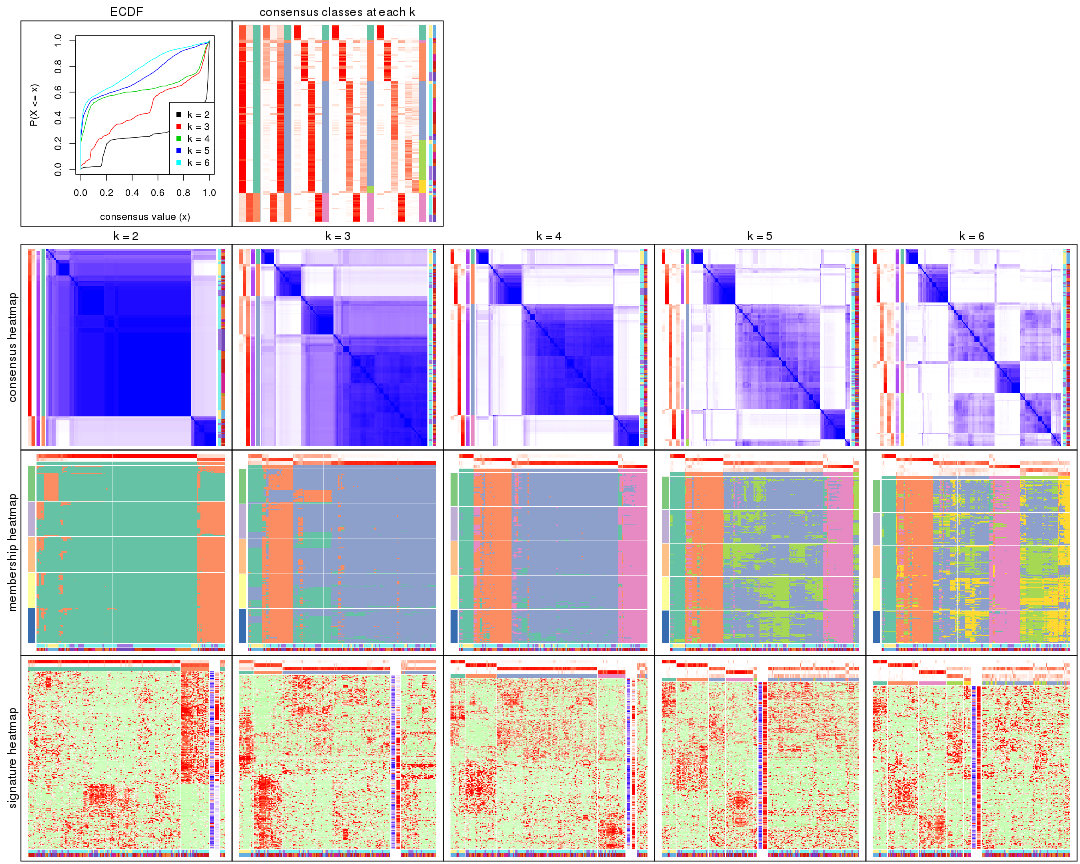 ECDF
consensus classes at each k
P(X <= x)
0.0 0.2 0.4 0.6 0.8 1.0
k = 2
k = 3
k = 4
k = 5
k = 6
0.0 0.2 0.4 0.6 0.8 1.0
consensus value (x)
k = 2 k = 3 k = 4 k = 5 k = 6
consensus heatmap
membership heatmap
signature heatmap